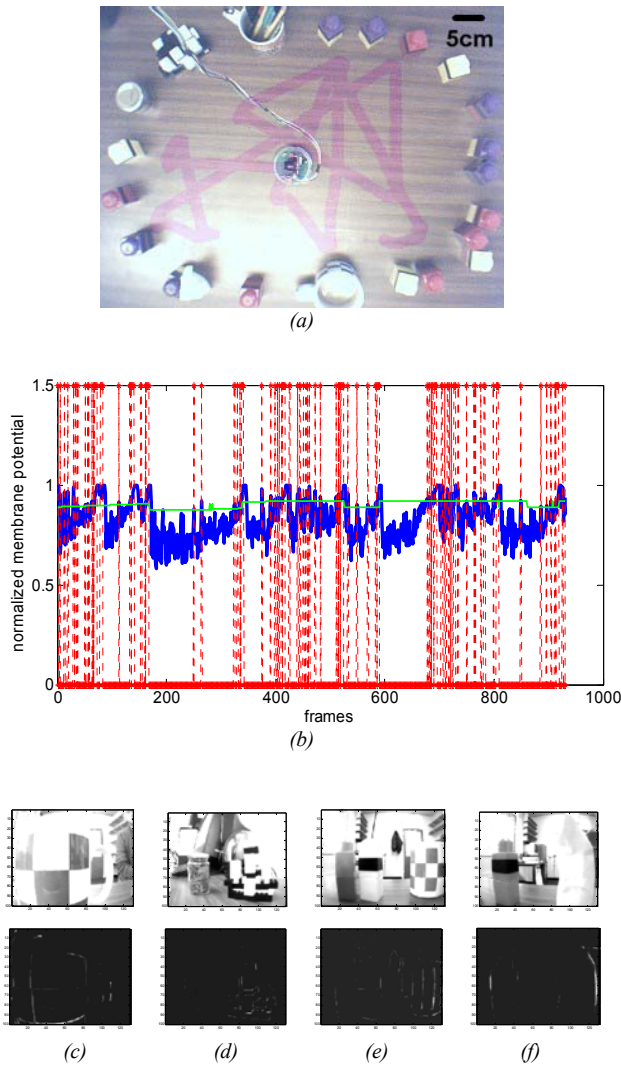 5cm
(a)
1.5
1
0.5
0
normalized membrane potential
0 200 400 600 800 1000
frames
(b)
(c) (d) (e) (f)